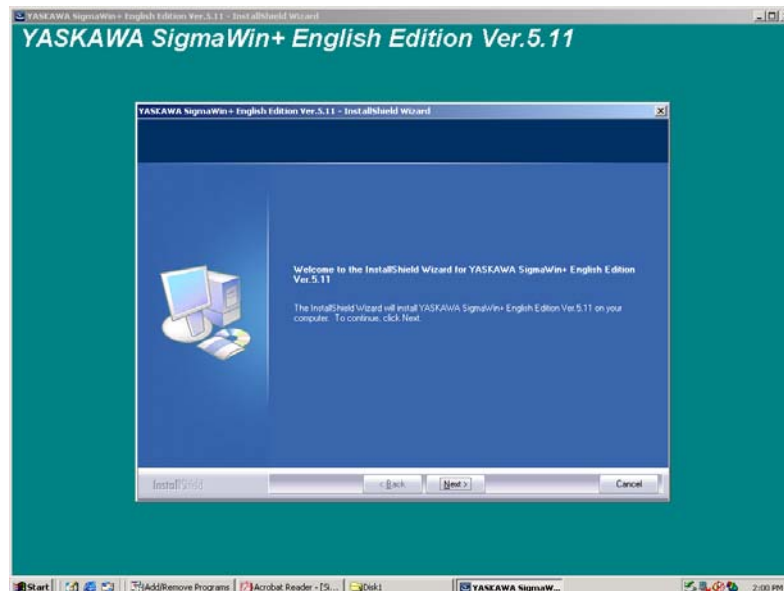 YASKAWA SigmaWin+ English Edition Ver.5.11 - InstallShield Wizard
YASKAWA SigmaWin+ English Edition Ver.5.11
YASKAWA SigmaWin+ English Edition Ver.5.11 - InstallShield Wizard
Welcome to the InstallShield Wizard for YASKAWA SigmaWin+ English Edition
Ver.5.11
The InstallShield Wizard will install YASKAWA SigmaWin+ English Edition Ver.5.11 on your
computer. To continue, click Next.
InstallShield
< Back
Next >
Cancel
Start
Add/Remove Programs
Acrobat Reader - [Si...
Disk1
YASKAWA SigmaW...
2:00 PM